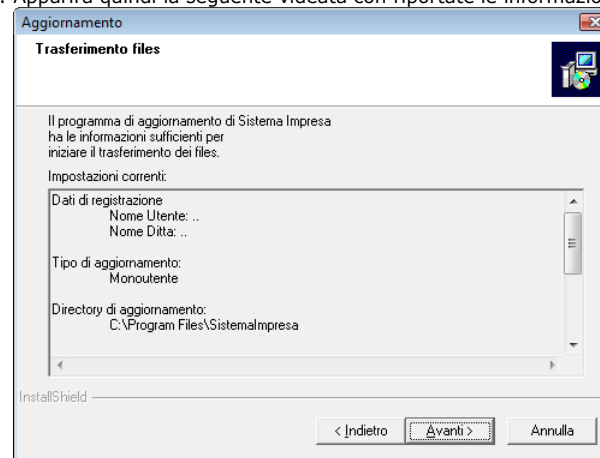 . Apparirà quindi la seguente videata con riportate le informazio
Aggiornamento
Trasferimento files
Il programma di aggiornamento di Sistema Impresa
ha le informazioni sufficienti per
iniziare il trasferimento dei files.
Impostazioni correnti:
Dati di registrazione
Nome Utente: ..
Nome Ditta: ..
Tipo di aggiornamento:
Monoutente
Directory di aggiornamento:
C:\Program Files\SistemaImpresa
InstallShield
< Indietro
Avanti >
Annulla